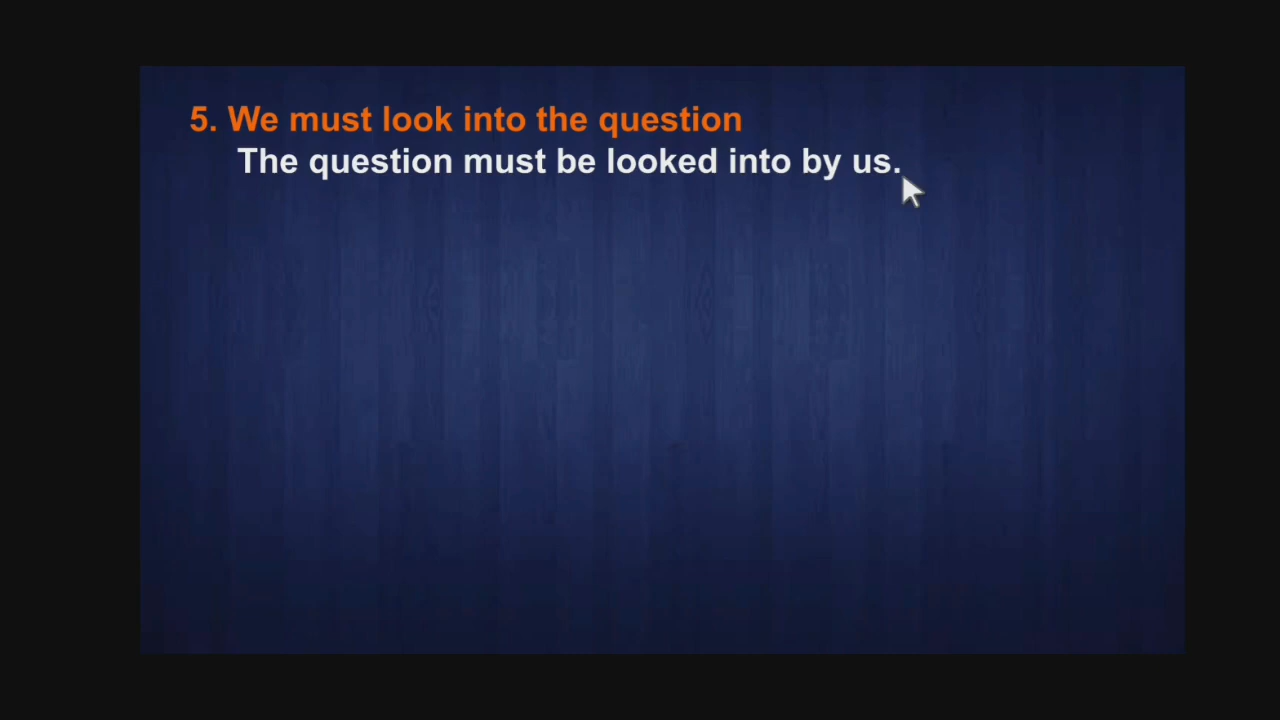 5. We must look into the question
The question must be looked into by us.